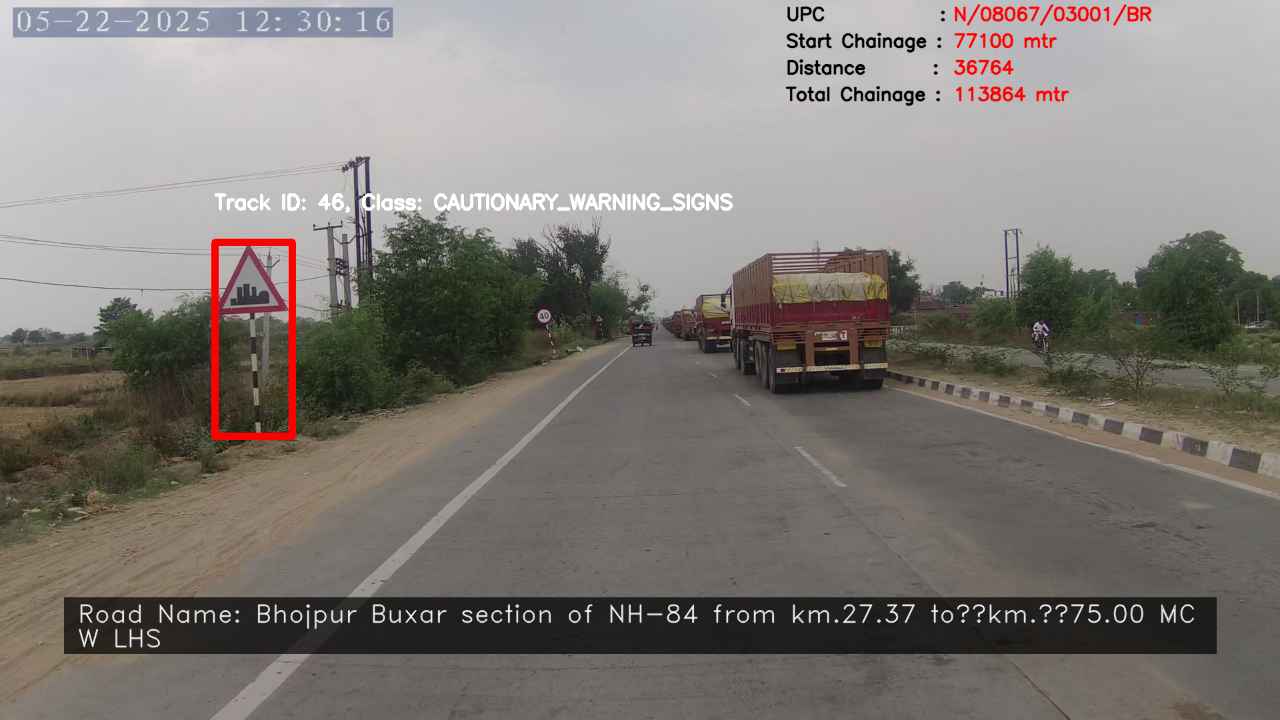 05-22-2025 12:30:16
UPC : N/08067/03001/BR
Start Chainage : 77100 mtr
Distance : 36764
Total Chainage : 113864 mtr
Track ID: 46, Class: CAUTIONARY_WARNING_SIGNS
40
Road Name: Bhojpur Buxar section of NH-84 from km.27.37 to??km.??75.00 MC
W LHS